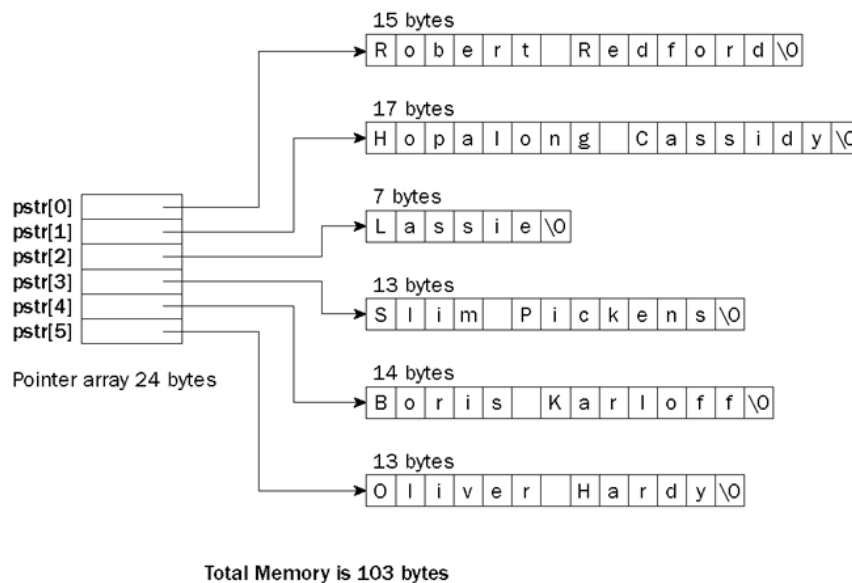 15 bytes
R o b e r t R e d f o r d \0
17 bytes
H o p a l o n g C a s s i d y \0
pstr[0]
pstr[1]
pstr[2]
pstr[3]
pstr[4]
pstr[5]
Pointer array 24 bytes
7 bytes
L a s s i e \0
13 bytes
S l i m P i c k e n s \0
14 bytes
B o r i s K a r l o f f \0
13 bytes
O l i v e r H a r d y \0
Total Memory is 103 bytes